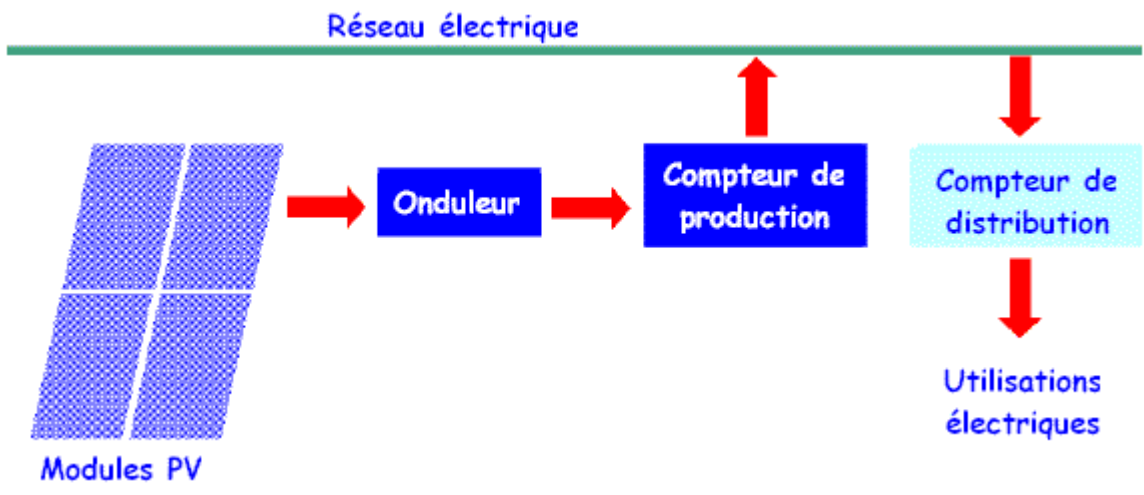 Réseau électrique
Onduleur
Compteur de
production
Compteur de
distribution
Utilisations
électriques
Modules PV